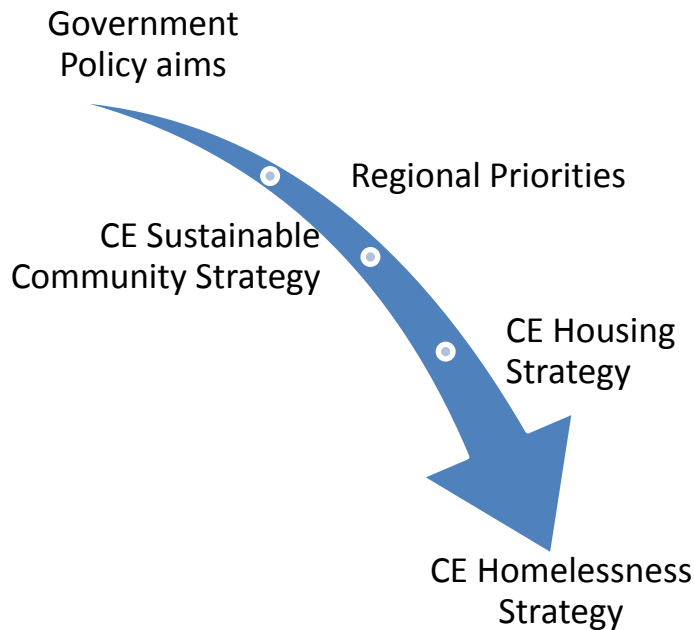 Government
Policy aims
Regional Priorities
CE Sustainable
Community Strategy
CE Housing
Strategy
CE Homelessness
Strategy